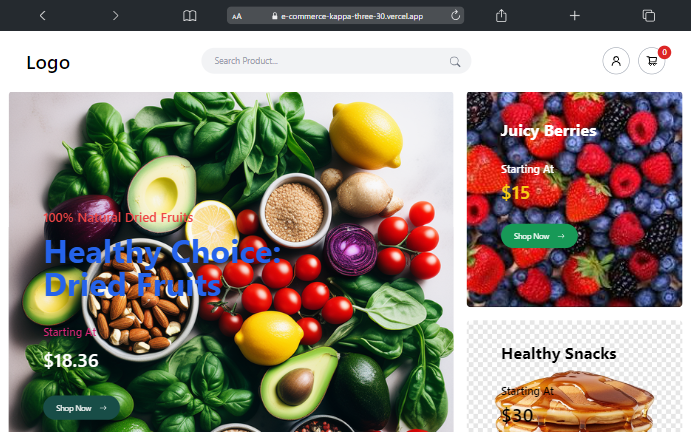 AA e-commerce-kappa-three-30.vercel.app
Logo
Search Product...
0
100% Natural Dried Fruits
Healthy Choice:
Dried Fruits
Starting At
$18.36
Shop Now
Juicy Berries
Starting At
$15
Shop Now
Healthy Snacks
Starting At
$30